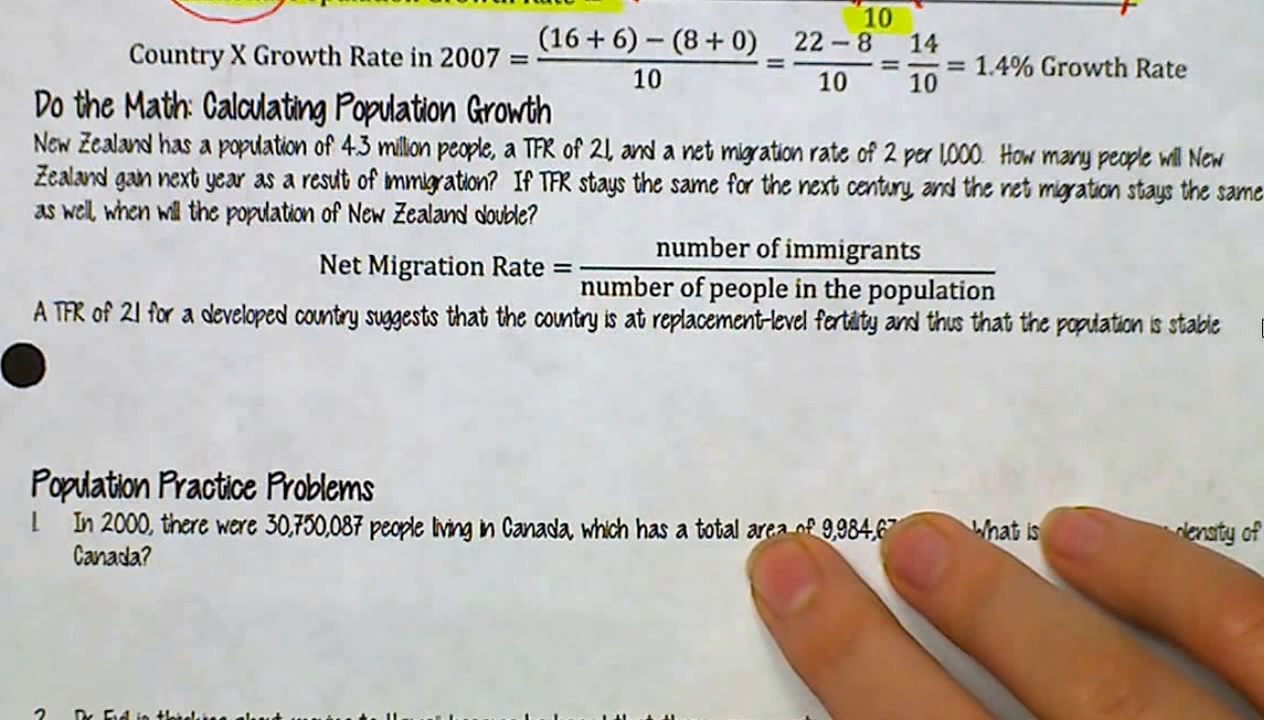 10
Country X Growth Rate in 2007 = (16 + 6) − (8 + 0) / 10 = 22 − 8 / 10 = 14 / 10 = 1.4% Growth Rate
Do the Math: Calculating Population Growth
New Zealand has a population of 4.3 million people, a TFR of 2.1, and a net migration rate of 2 per 1,000. How many people will New
Zealand gain next year as a result of immigration? If TFR stays the same for the next century, and the net migration stays the same
as well, when will the population of New Zealand double?
Net Migration Rate = number of immigrants / number of people in the population
A TFR of 2.1 for a developed country suggests that the country is at replacement-level fertility and thus that the population is stable
Population Practice Problems
1. In 2000, there were 30,750,087 people living in Canada, which has a total area of 9,984,67 What is density of
Canada?
2